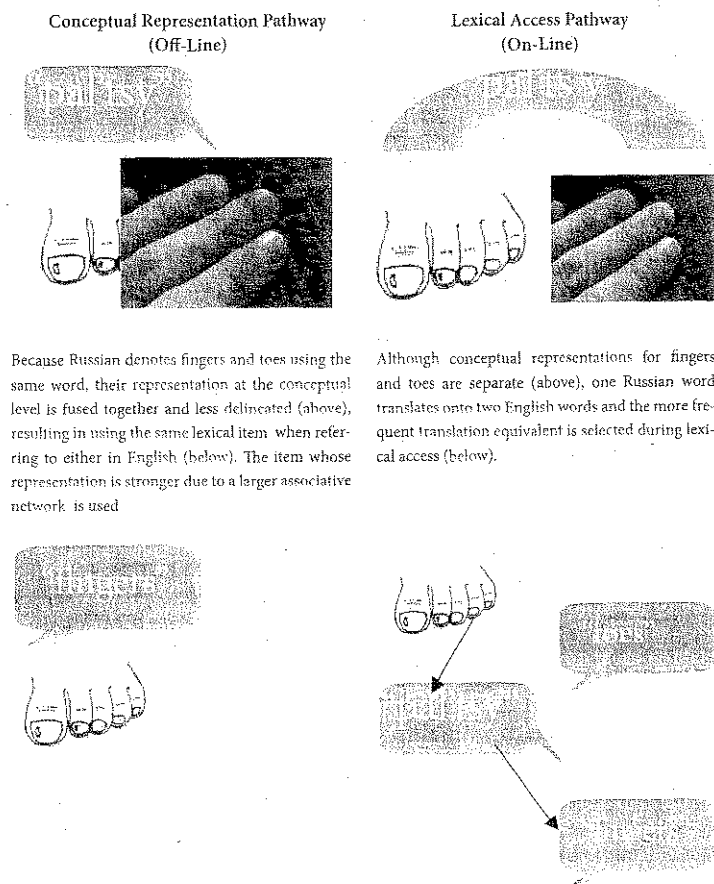 Conceptual Representation Pathway
(Off-Line)
"paltsy"
Because Russian denotes fingers and toes using the
same word, their representation at the conceptual
level is fused together and less delineated (above),
resulting in using the same lexical item when refer-
ring to either in English (below). The item whose
representation is stronger due to a larger associative
network is used
"fingers"
Lexical Access Pathway
(On-Line)
"paltsy"
Although conceptual representations for fingers
and toes are separate (above), one Russian word
translates onto two English words and the more fre-
quent translation equivalent is selected during lexi-
cal access (below).
"toes"